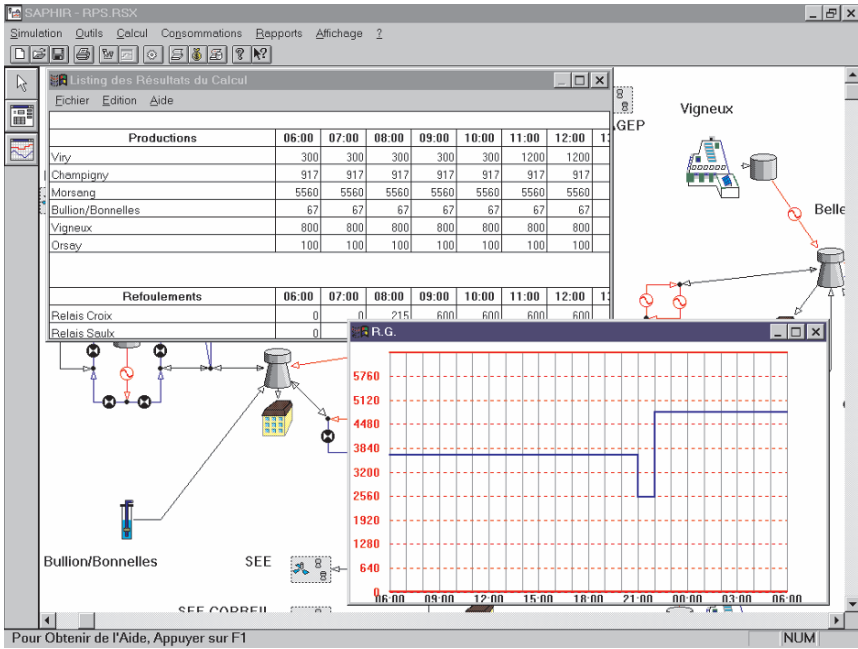 SAPHIR - RPS.RSX
Simulation Outils Calcul Consommations Rapports Affichage ?
Listing des Résultats du Calcul
Fichier Edition Aide
Productions 06:00 07:00 08:00 09:00 10:00 11:00 12:00
Viry 300 300 300 300 300 1200 1200
Champigny 917 917 917 917 917 917 917
Morsang 5560 5560 5560 5560 5560 5560 5560
Bullion/Bonnelles 67 67 67 67 67 67 67
Vigneux 800 800 800 800 800 800 800
Orsay 100 100 100 100 100 100 100
Refoulements 06:00 07:00 08:00 09:00 10:00 11:00 12:00
Relais Croix 0 0 215 600 600 600 600
Relais Saulx 0
AGEP
Vigneux
Belle
R.G.
5760
5120
4480
3840
3200
2560
1920
1280
640
0
06:00 09:00 12:00 15:00 18:00 21:00 00:00 03:00 06:00
Bullion/Bonnelles
SEE
SEE CORBEIL
Pour Obtenir de l'Aide, Appuyer sur F1
NUM